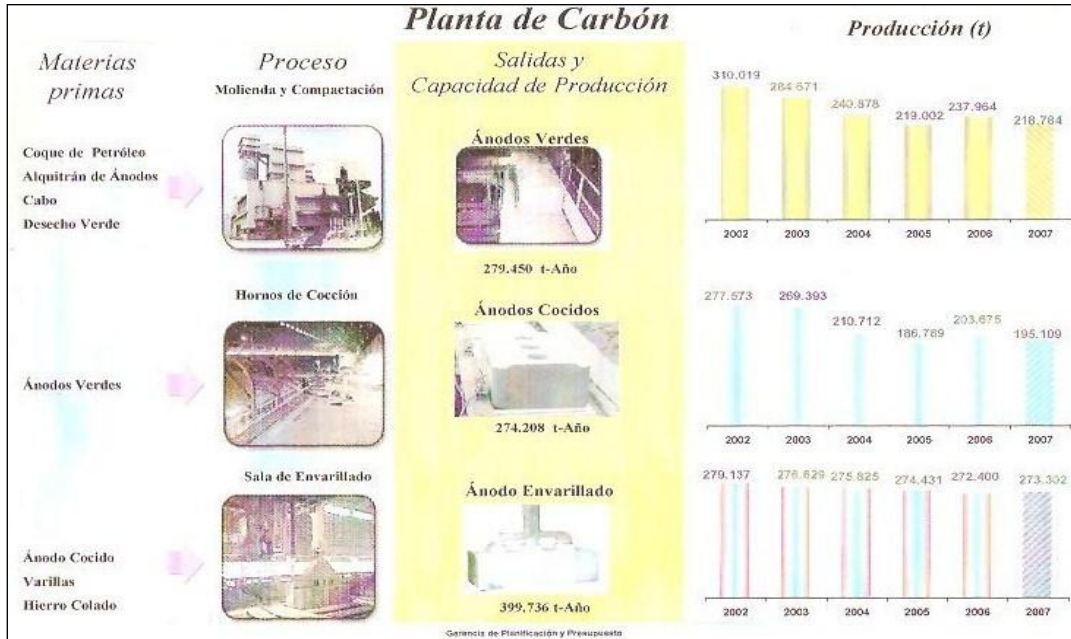 Planta de Carbón
Materias
primas
Proceso
Salidas y
Capacidad de Producción
Producción (t)
Molienda y Compactación
Coque de Petróleo
Alquitrán de Ánodos
Cabo
Desecho Verde
Ánodos Verdes
279.450 t-Año
310.019
284.671
240.878
219.002
237.964
218.784
2002
2003
2004
2005
2006
2007
Hornos de Cocción
Ánodos Verdes
Ánodos Cocidos
274.208 t-Año
277.573
269.393
210.712
186.789
203.675
195.109
2002
2003
2004
2005
2006
2007
Sala de Envarillado
Ánodo Cocido
Varillas
Hierro Colado
Ánodo Envarillado
399.736 t-Año
279.137
276.629
275.825
274.431
272.400
273.302
2002
2003
2004
2005
2006
2007
Gerencia de Planificación y Presupuesto